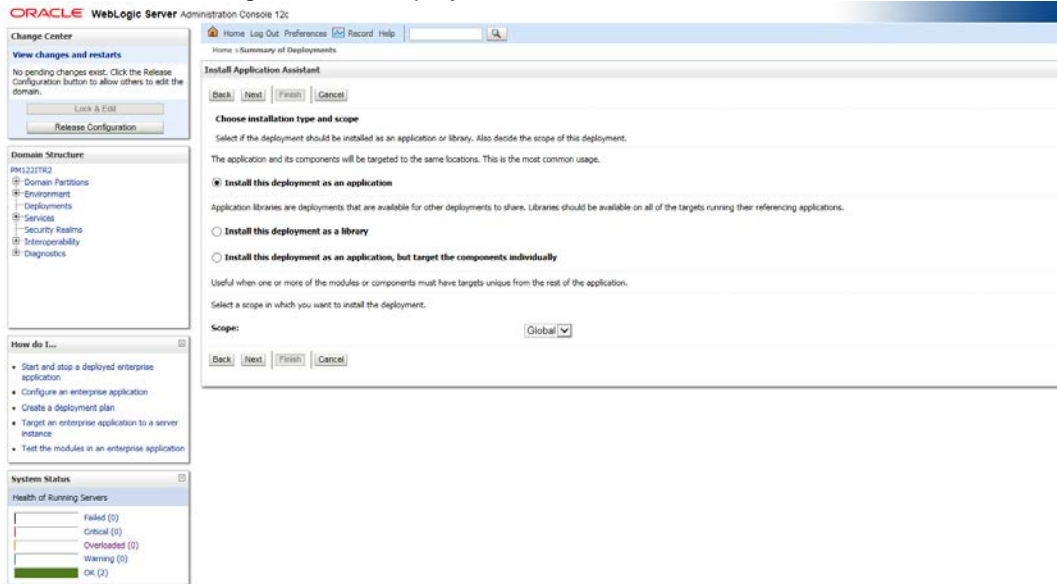 ORACLE WebLogic Server Administration Console 12c
Change Center
View changes and restarts
No pending changes exist. Click the Release
Configuration button to allow others to edit the
domain.
Lock & Edit
Release Configuration
Domain Structure
PM122ITR2
Domain Partitions
Environment
Deployments
Services
Security Realms
Interoperability
Diagnostics
How do I...
Start and stop a deployed enterprise
application
Configure an enterprise application
Create a deployment plan
Target an enterprise application to a server
instance
Test the modules in an enterprise application
System Status
Health of Running Servers
Failed (0)
Critical (0)
Overloaded (0)
Warning (0)
OK (2)
Home Log Out Preferences Record Help
Home >Summary of Deployments
Install Application Assistant
Back Next Finish Cancel
Choose installation type and scope
Select if the deployment should be installed as an application or library. Also decide the scope of this deployment.
The application and its components will be targeted to the same locations. This is the most common usage.
Install this deployment as an application
Application libraries are deployments that are available for other deployments to share. Libraries should be available on all of the targets running their referencing applications.
Install this deployment as a library
Install this deployment as an application, but target the components individually
Useful when one or more of the modules or components must have targets unique from the rest of the application.
Select a scope in which you want to install the deployment.
Scope: Global
Back Next Finish Cancel